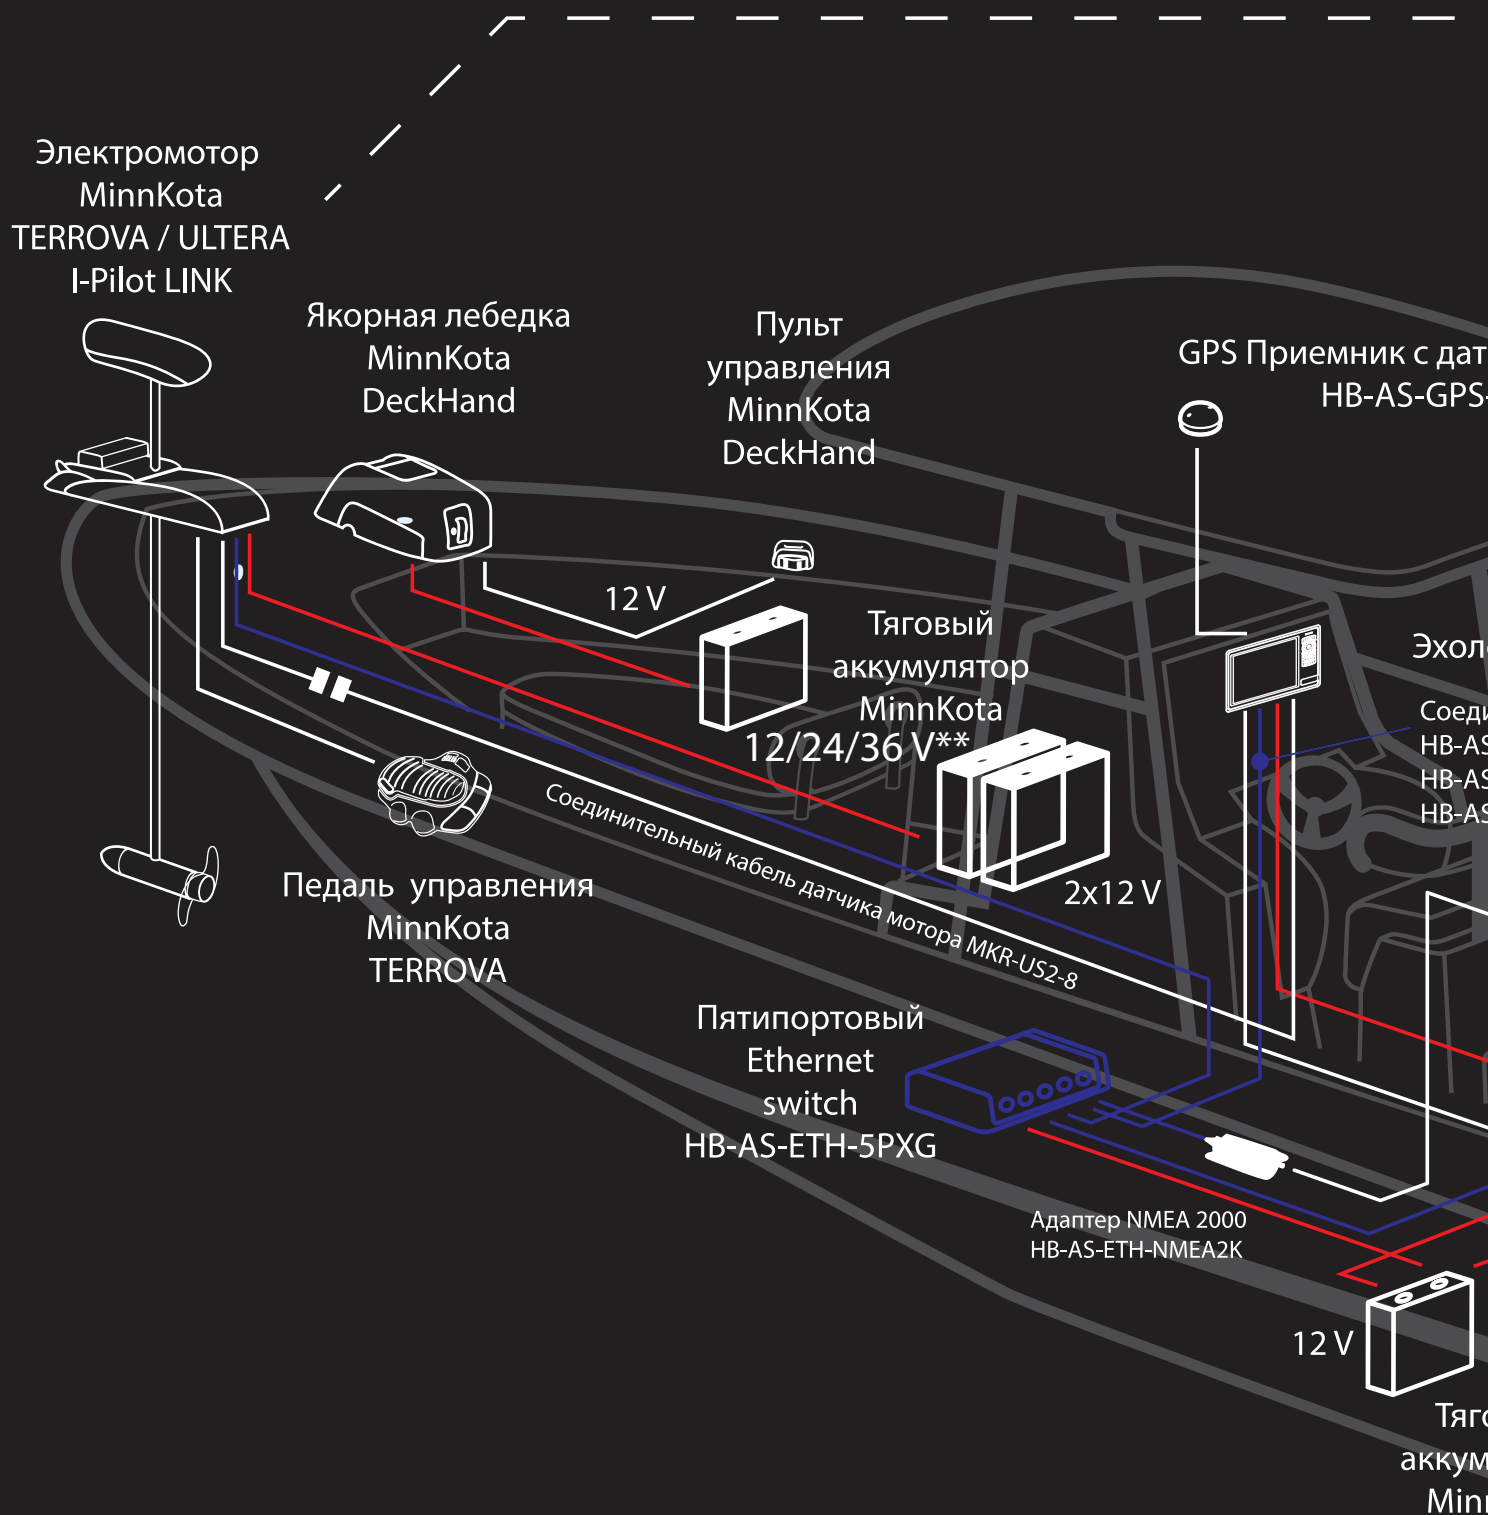 Электромотор
MinnKota
TERROVA / ULTERA
I-Pilot LINK
Якорная лебедка
MinnKota
DeckHand
Пульт
управления
MinnKota
DeckHand
GPS Приемник с дат
HB-AS-GPS-
12 V
Тяговый
аккумулятор
MinnKota
12/24/36 V**
2x12 V
Эхол
Соеди
HB-AS
HB-AS
HB-AS
Соединительный кабель датчика мотора MKR-US2-8
Педаль управления
MinnKota
TERROVA
Пятипортовый
Ethernet
switch
HB-AS-ETH-5PXG
Адаптер NMEA 2000
HB-AS-ETH-NMEA2K
12 V
Тяго
аккум
Minn